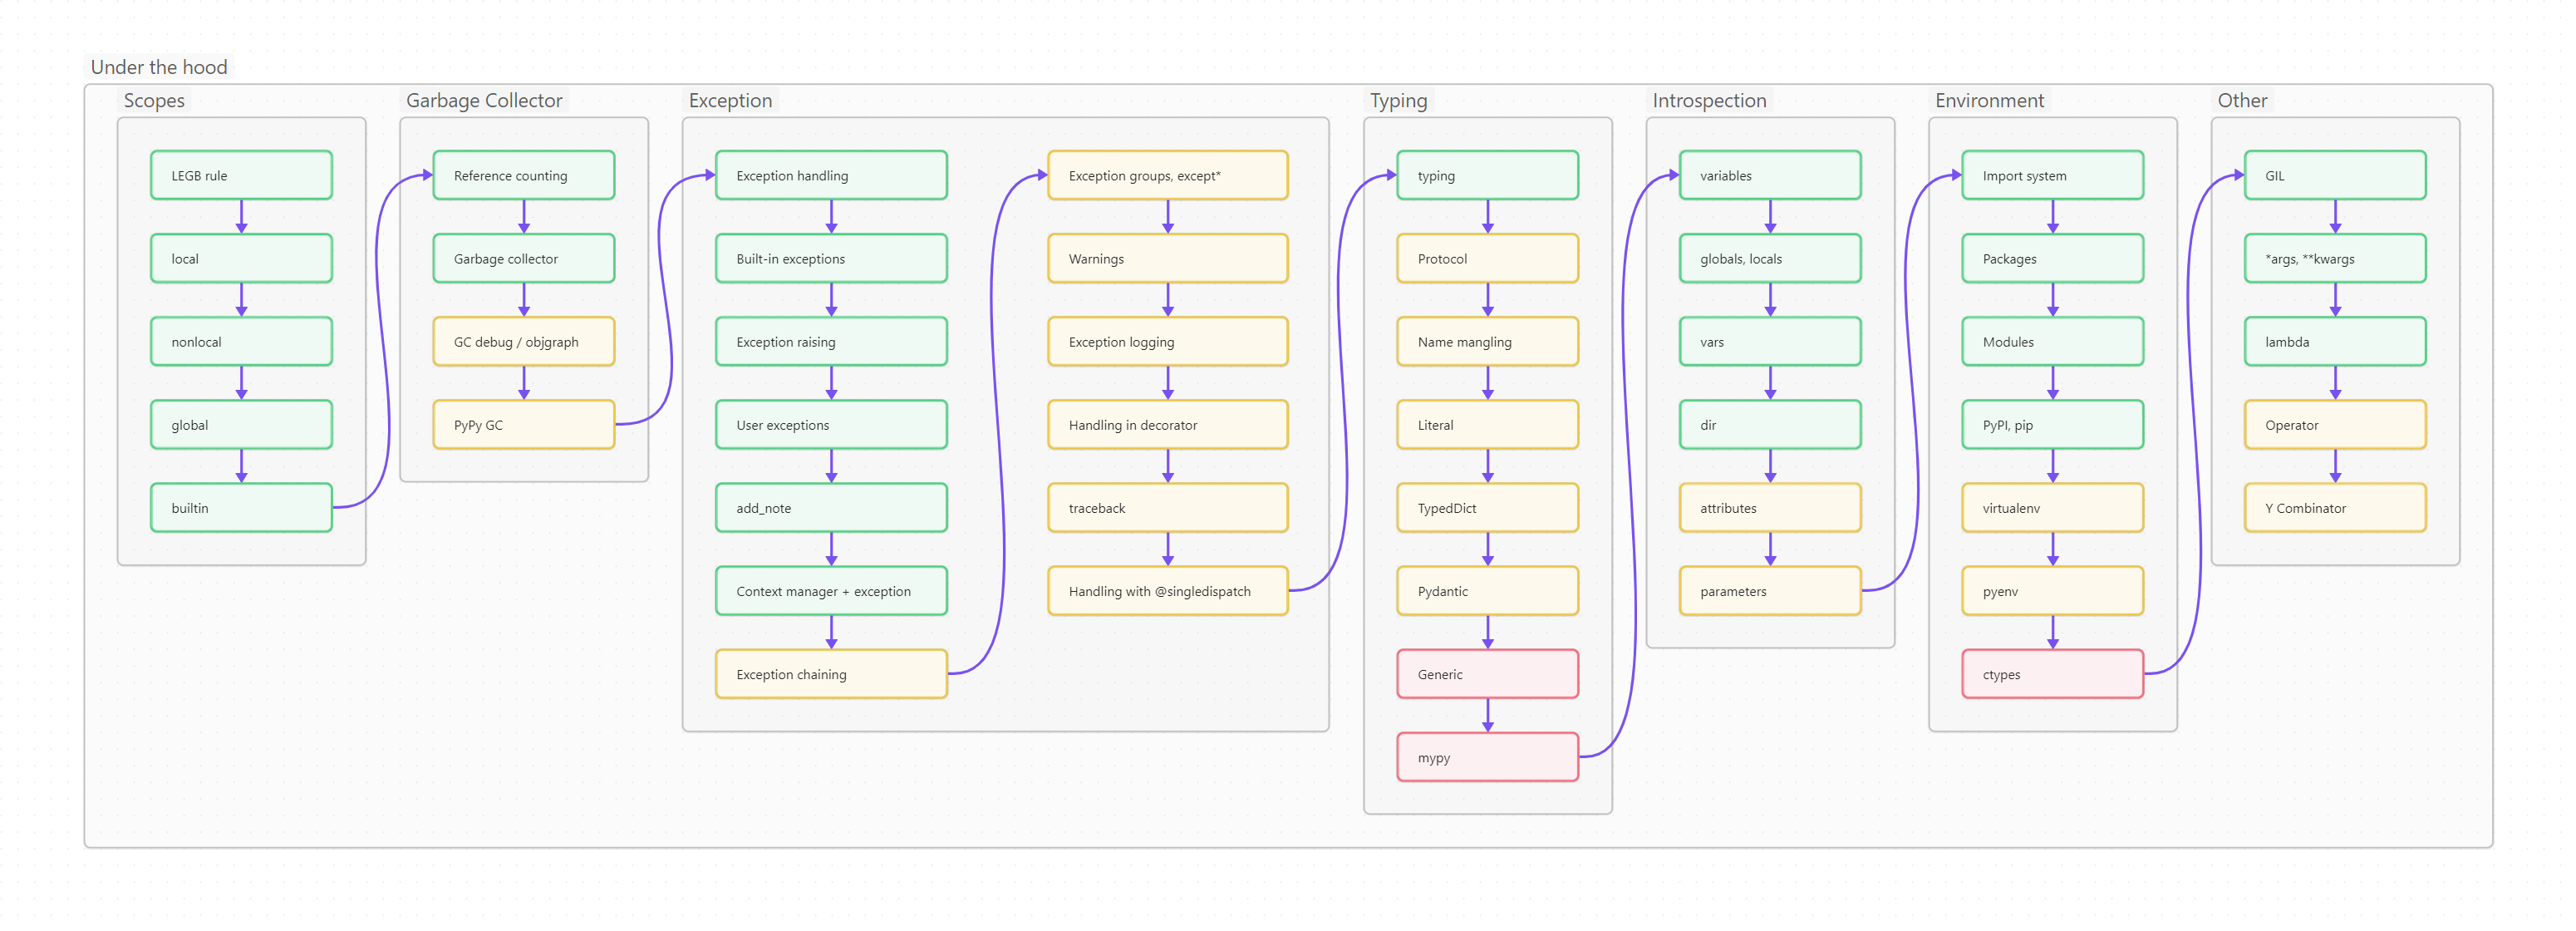 Under the hood
Scopes
LEGB rule
local
nonlocal
global
builtin
Garbage Collector
Reference counting
Garbage collector
GC debug / objgraph
PyPy GC
Exception
Exception handling
Built-in exceptions
Exception raising
User exceptions
add_note
Context manager + exception
Exception chaining
Exception groups, except*
Warnings
Exception logging
Handling in decorator
traceback
Handling with @singledispatch
Typing
typing
Protocol
Name mangling
Literal
TypedDict
Pydantic
Generic
mypy
Introspection
variables
globals, locals
vars
dir
attributes
parameters
Environment
Import system
Packages
Modules
PyPI, pip
virtualenv
pyenv
ctypes
Other
GIL
*args, **kwargs
lambda
Operator
Y Combinator